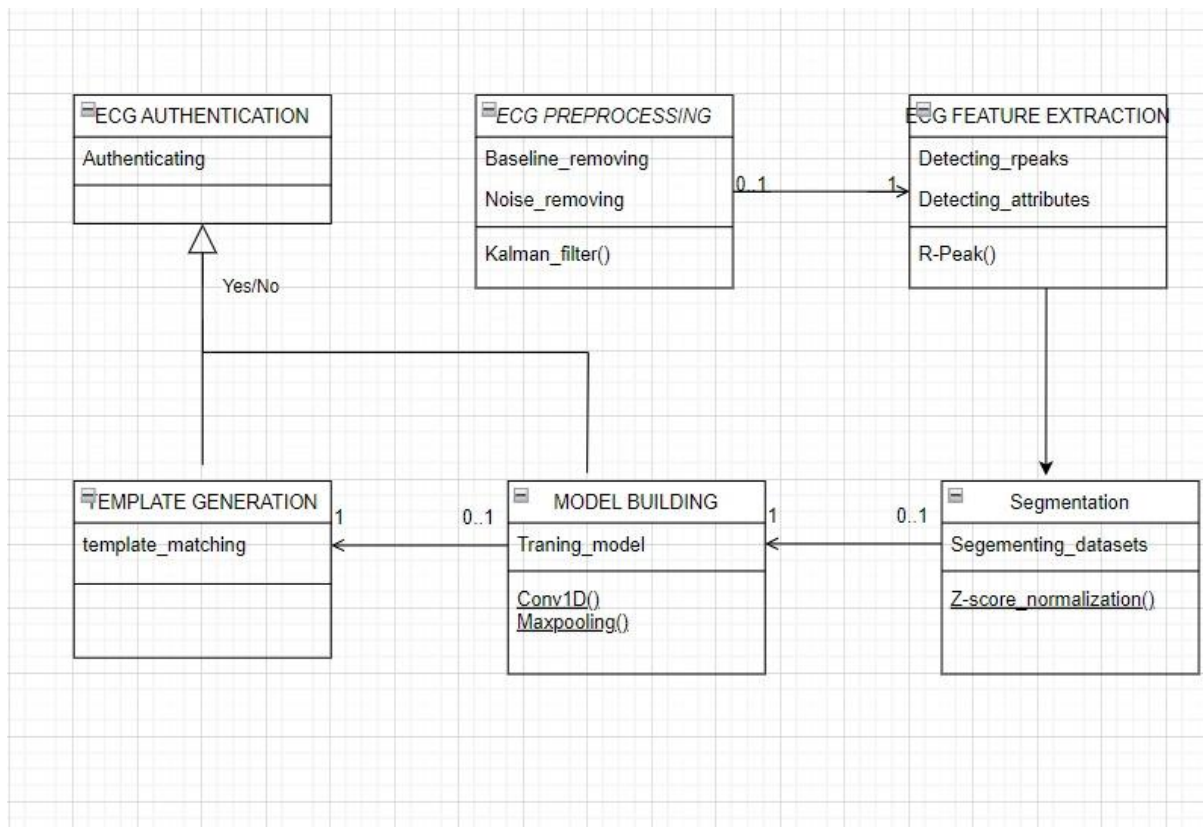 ECG AUTHENTICATION
Authenticating
Yes/No
ECG PREPROCESSING
Baseline_removing
Noise_removing
Kalman_filter()
0..1
1
ECG FEATURE EXTRACTION
Detecting_rpeaks
Detecting_attributes
R-Peak()
TEMPLATE GENERATION
template_matching
1
0..1
MODEL BUILDING
Traning_model
Conv1D()
Maxpooling()
1
0..1
Segmentation
Segementing_datasets
Z-score_normalization()